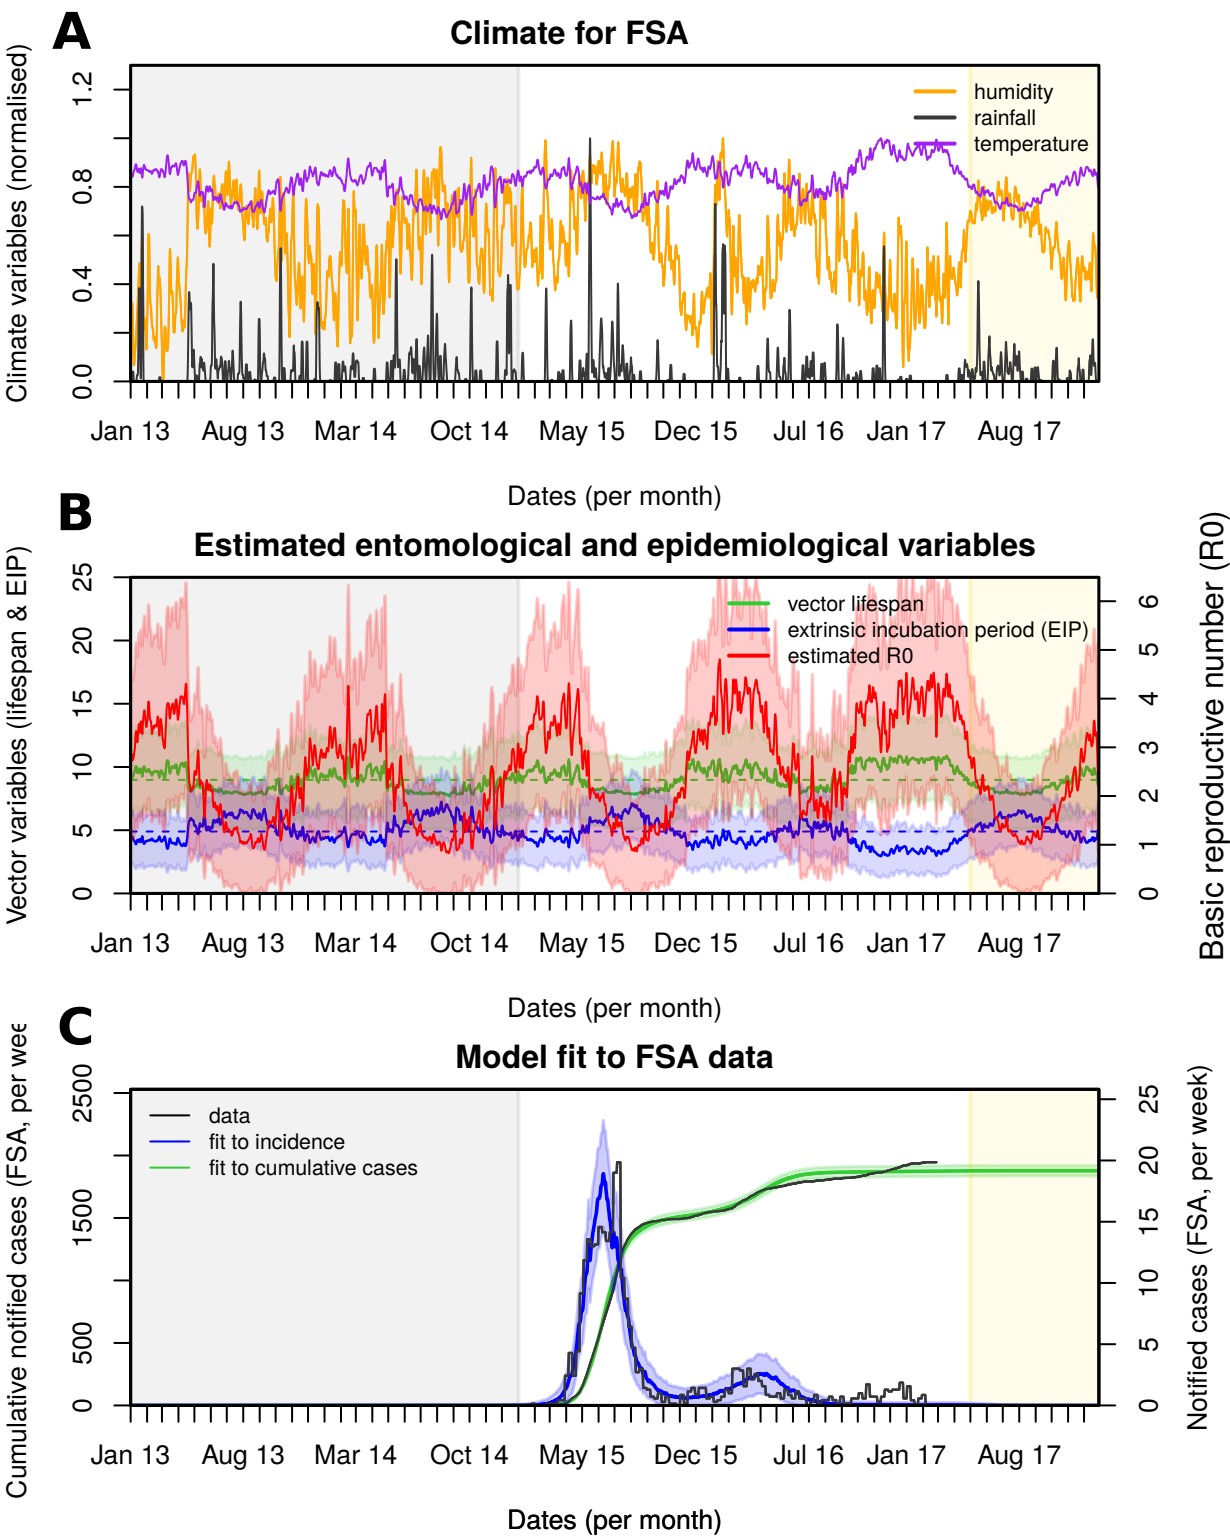 A
Climate for FSA
Climate variables (normalised)
0.0 0.4 0.8 1.2
humidity
rainfall
temperature
Jan 13 Aug 13 Mar 14 Oct 14 May 15 Dec 15 Jul 16 Jan 17 Aug 17
Dates (per month)
B
Estimated entomological and epidemiological variables
Vector variables (lifespan & EIP)
0 5 10 15 20 25
vector lifespan
extrinsic incubation period (EIP)
estimated R0
0 1 2 3 4 5 6
Basic reproductive number (R0)
Jan 13 Aug 13 Mar 14 Oct 14 May 15 Dec 15 Jul 16 Jan 17 Aug 17
Dates (per month)
C
Model fit to FSA data
Cumulative notified cases (FSA, per wee
0 500 1500 2500
data
fit to incidence
fit to cumulative cases
0 5 10 15 20 25
Notified cases (FSA, per week)
Jan 13 Aug 13 Mar 14 Oct 14 May 15 Dec 15 Jul 16 Jan 17 Aug 17
Dates (per month)